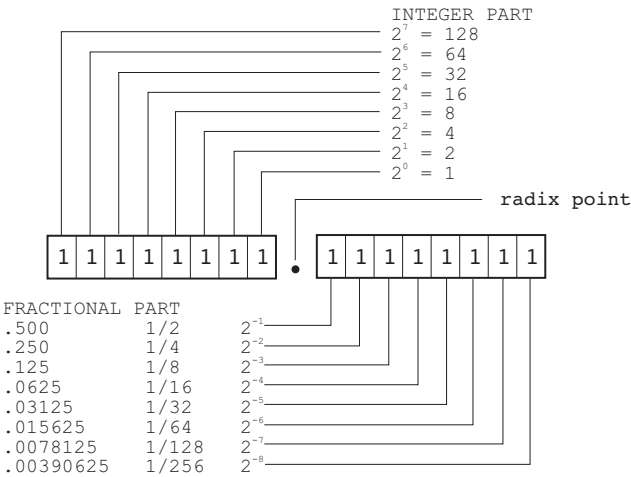 INTEGER PART
2⁷ = 128
2⁶ = 64
2⁵ = 32
2⁴ = 16
2³ = 8
2² = 4
2¹ = 2
2⁰ = 1
radix point
1 1 1 1 1 1 1 1 . 1 1 1 1 1 1 1 1
FRACTIONAL PART
.500 1/2 2⁻¹
.250 1/4 2⁻²
.125 1/8 2⁻³
.0625 1/16 2⁻⁴
.03125 1/32 2⁻⁵
.015625 1/64 2⁻⁶
.0078125 1/128 2⁻⁷
.00390625 1/256 2⁻⁸